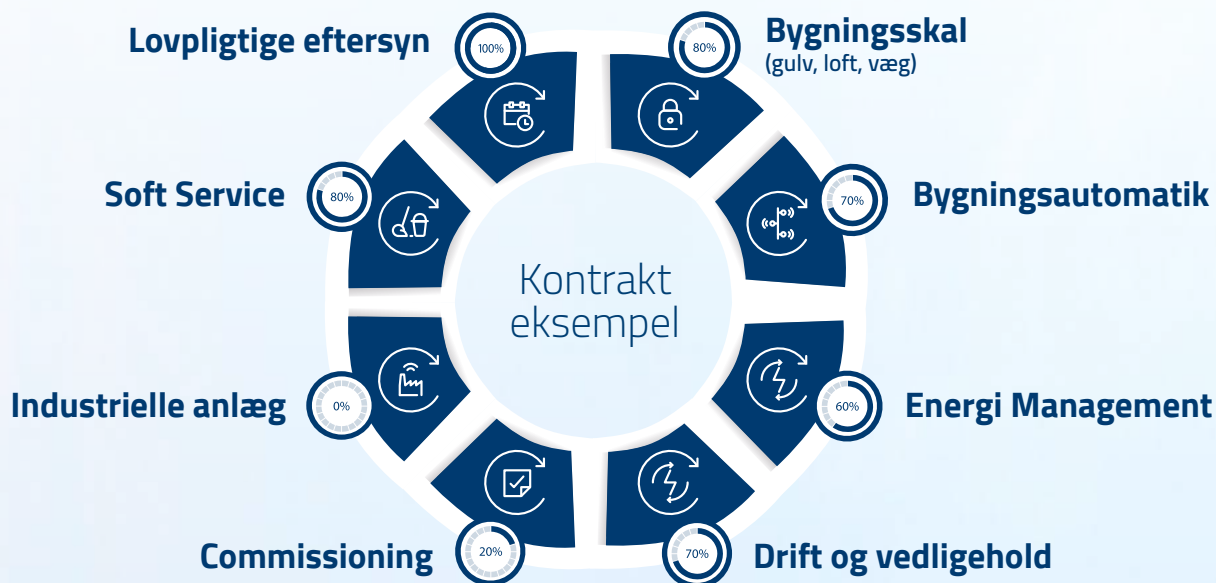 Lovpligtige eftersyn
100%
80%
Bygningsskal
(gulv, loft, væg)
Soft Service
80%
70%
Bygningsautomatik
Kontrakt
eksempel
Industrielle anlæg
0%
60%
Energi Management
Commissioning
20%
70%
Drift og vedligehold